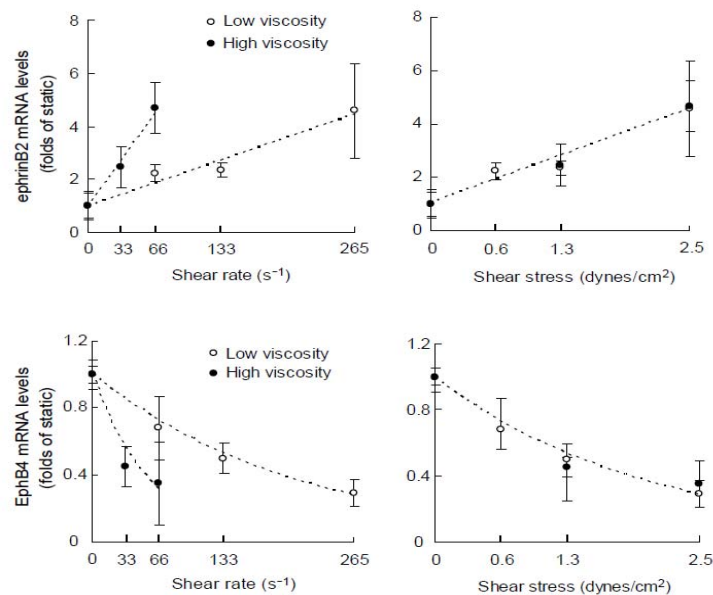 8
6
4
2
0
ephrinB2 mRNA levels
(folds of static)
Low viscosity
High viscosity
0 33 66 133 265
Shear rate (s⁻¹)
8
6
4
2
0
0 0.6 1.3 2.5
Shear stress (dynes/cm²)
1.2
0.8
0.4
0
EphB4 mRNA levels
(folds of static)
Low viscosity
High viscosity
0 33 66 133 265
Shear rate (s⁻¹)
1.2
0.8
0.4
0
0 0.6 1.3 2.5
Shear stress (dynes/cm²)